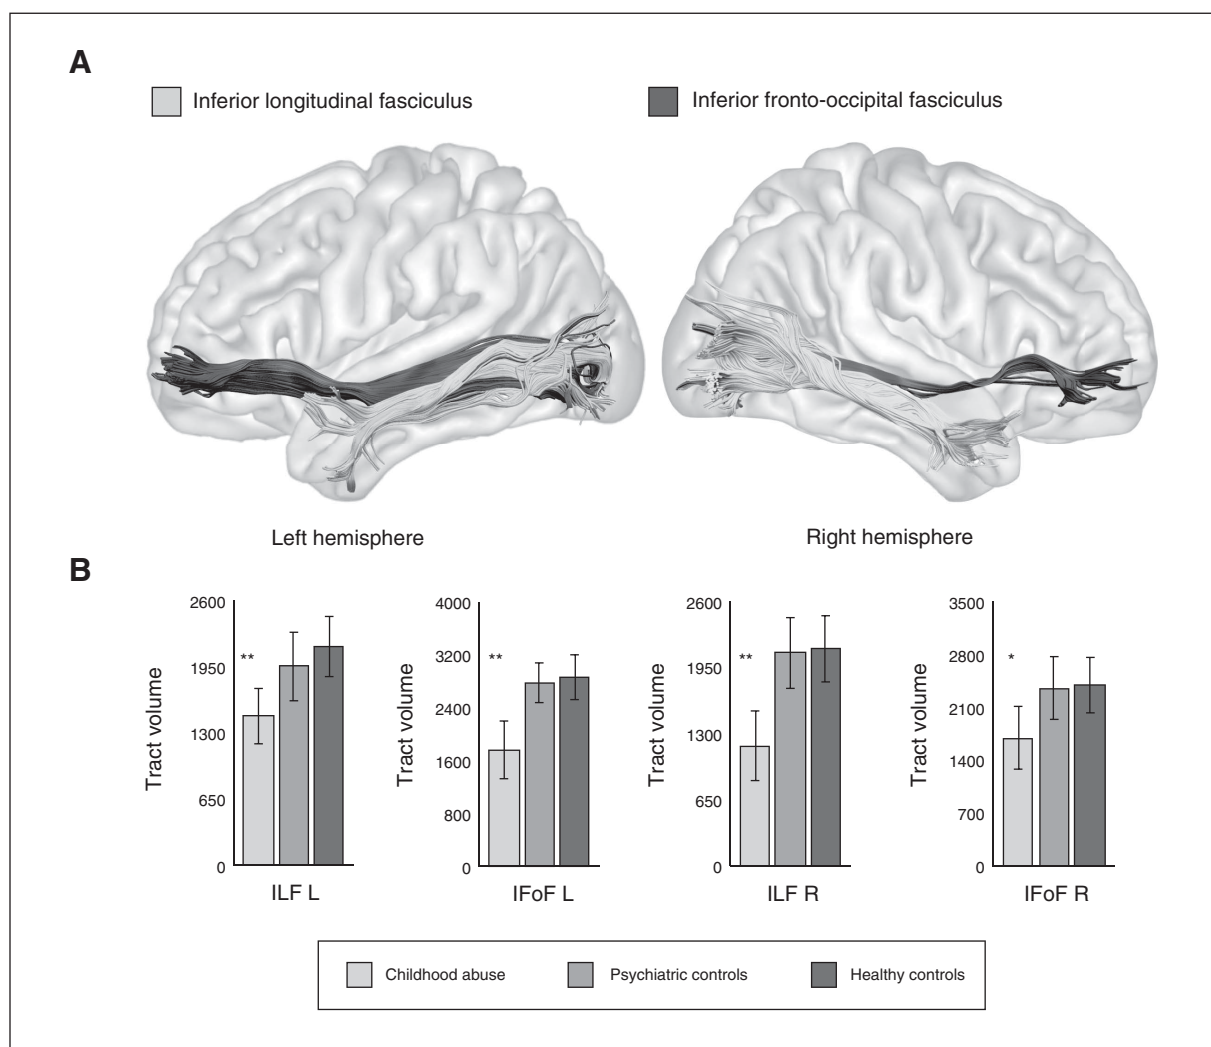 A
Inferior longitudinal fasciculus
Inferior fronto-occipital fasciculus
Left hemisphere
Right hemisphere
B
Tract volume
2600
1950
1300
650
0
**
ILF L
Tract volume
4000
3200
2400
1600
800
0
**
IFoF L
Tract volume
2600
1950
1300
650
0
**
ILF R
Tract volume
3500
2800
2100
1400
700
0
*
IFoF R
Childhood abuse
Psychiatric controls
Healthy controls